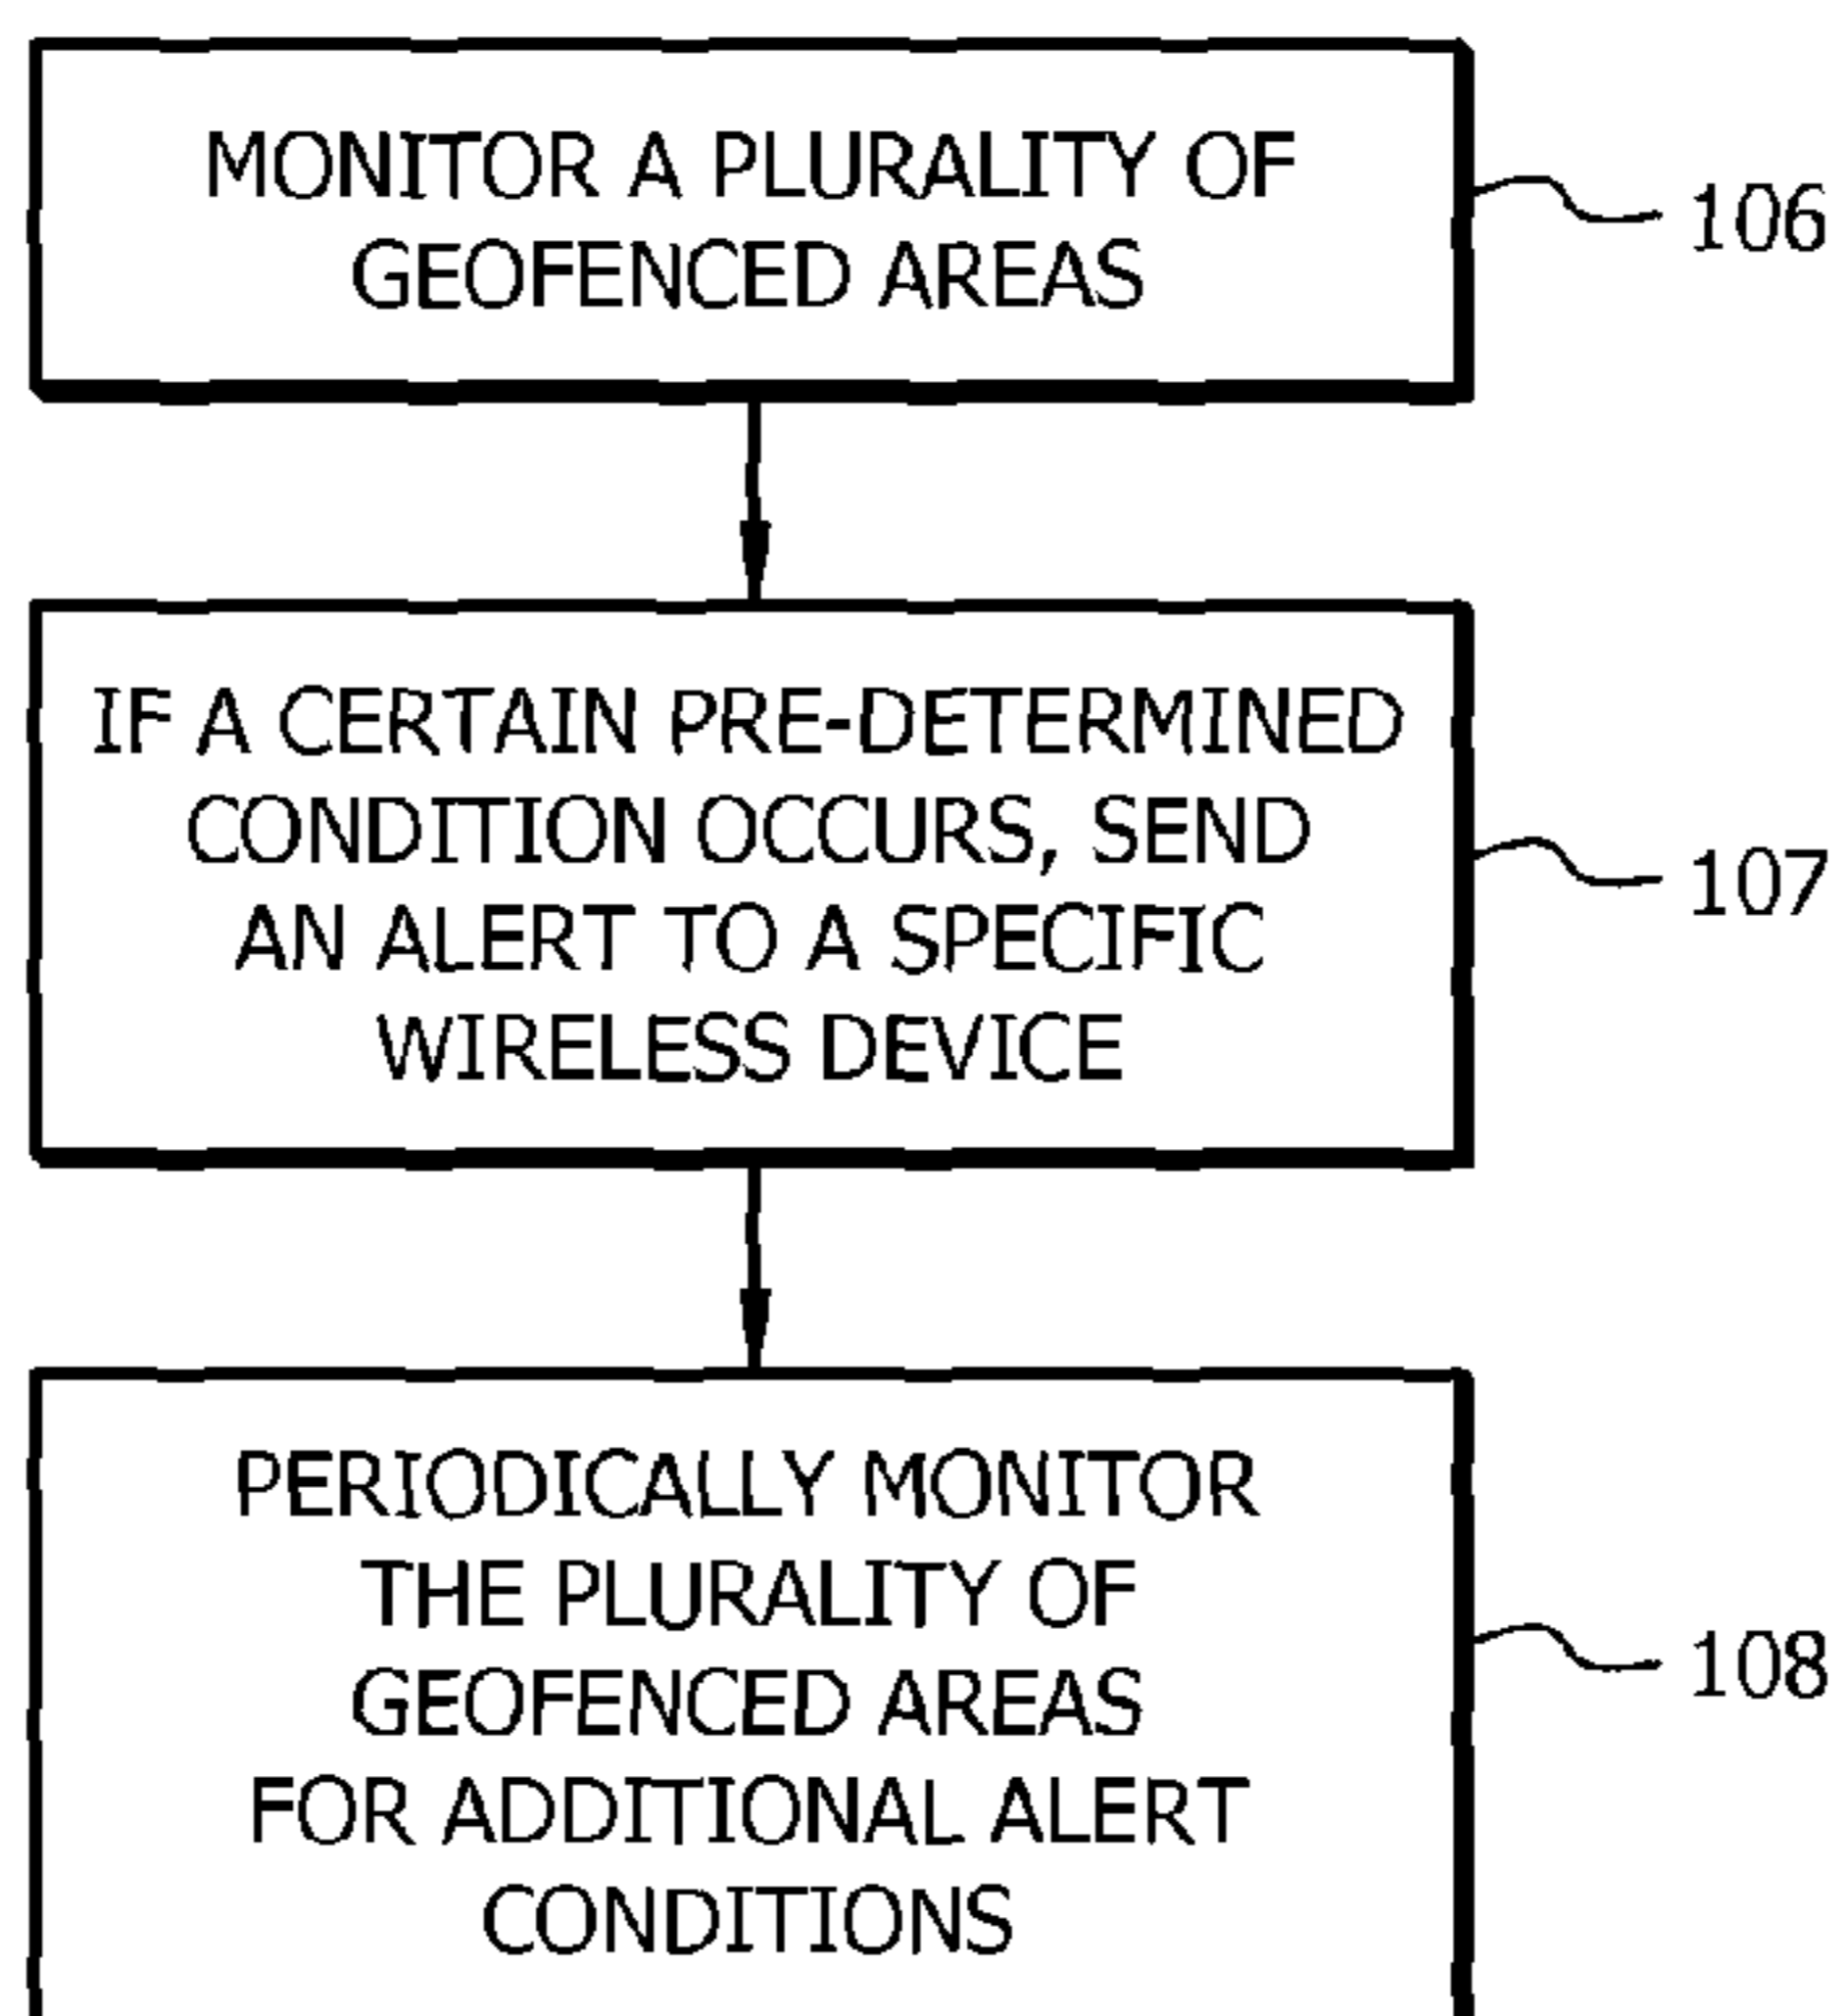 MONITOR A PLURALITY OF
GEOFENCED AREAS
106
IF A CERTAIN PRE-DETERMINED
CONDITION OCCURS, SEND
AN ALERT TO A SPECIFIC
WIRELESS DEVICE
107
PERIODICALLY MONITOR
THE PLURALITY OF
GEOFENCED AREAS
FOR ADDITIONAL ALERT
CONDITIONS
108